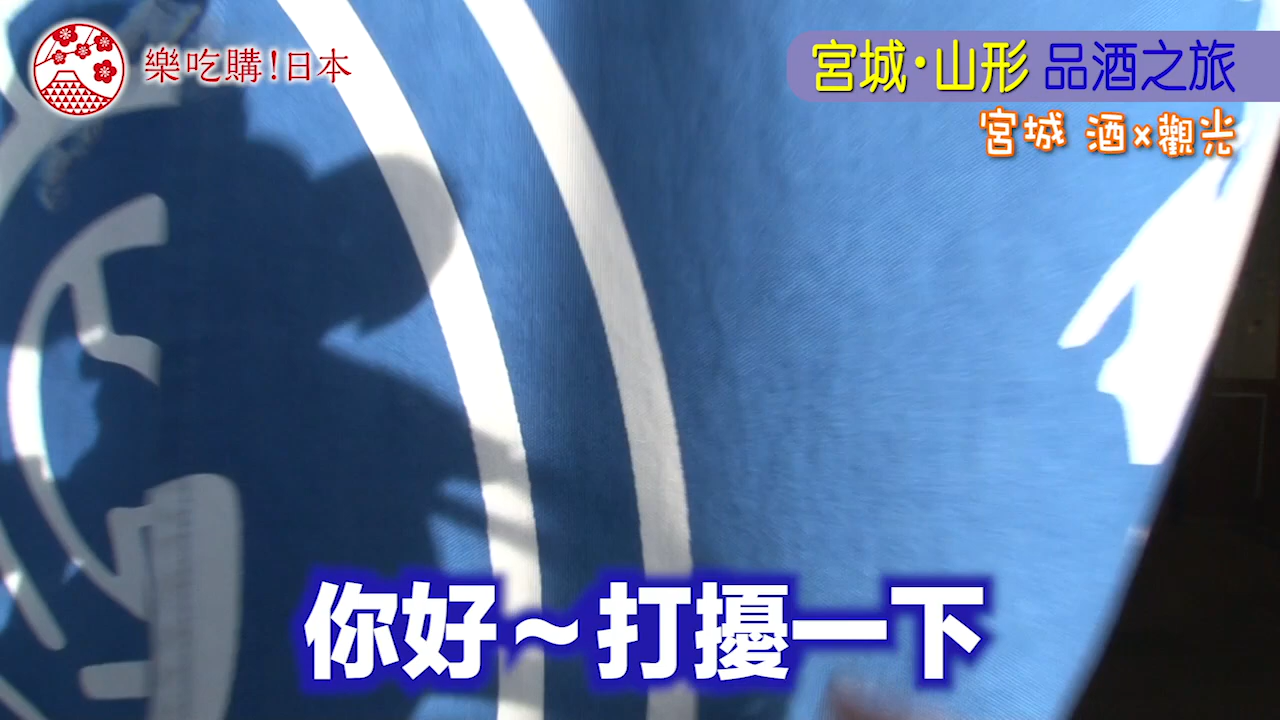 樂吃購!日本
宮城・山形 品酒之旅
宮城 酒×觀光
你好~打擾一下